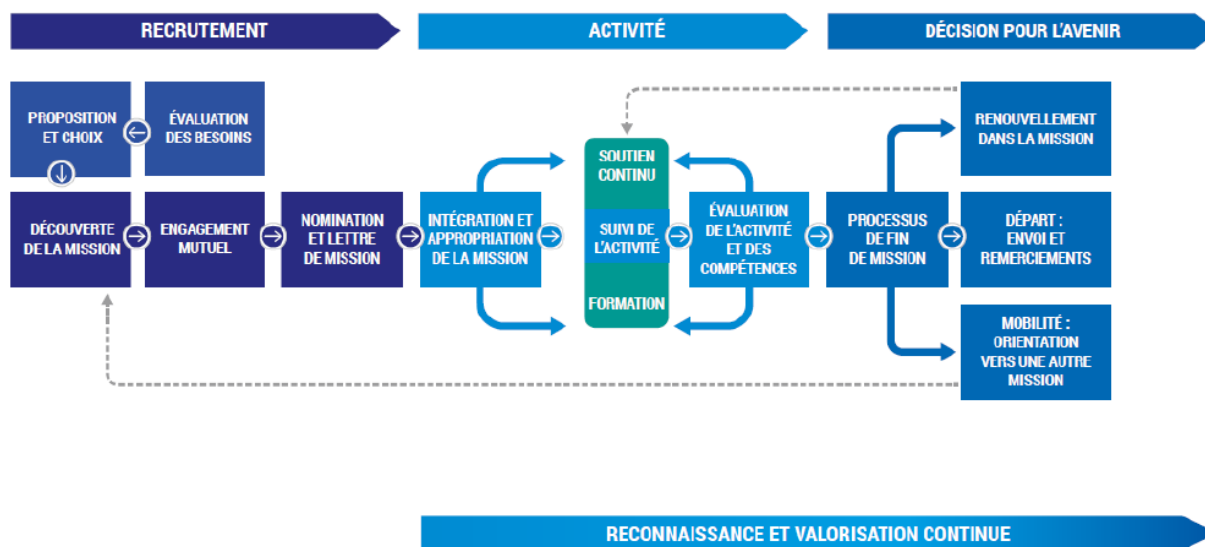 RECRUTEMENT
ACTIVITÉ
DÉCISION POUR L'AVENIR
PROPOSITION
ET CHOIX
ÉVALUATION
DES BESOINS
DÉCOUVERTE
DE LA MISSION
ENGAGEMENT
MUTUEL
NOMINATION
ET LETTRE
DE MISSION
INTÉGRATION ET
APPROPRIATION
DE LA MISSION
SOUTIEN
CONTINU
SUIVI DE
L'ACTIVITÉ
FORMATION
ÉVALUATION
DE L'ACTIVITÉ
ET DES
COMPÉTENCES
PROCESSUS
DE FIN
DE MISSION
RENOUVELLEMENT
DANS LA MISSION
DÉPART :
ENVOI ET
REMERCIEMENTS
MOBILITÉ :
ORIENTATION
VERS UNE AUTRE
MISSION
RECONNAISSANCE ET VALORISATION CONTINUE